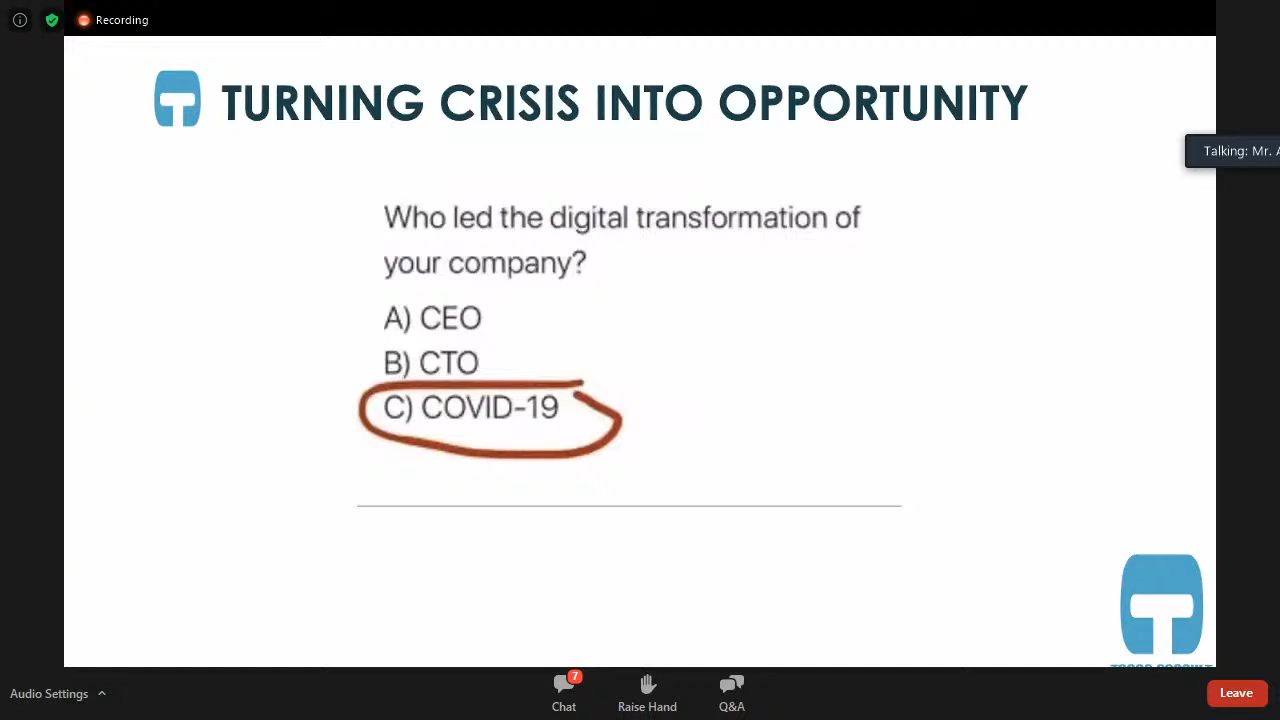 Recording
TURNING CRISIS INTO OPPORTUNITY
Talking: Mr.
Who led the digital transformation of
your company?
A) CEO
B) CTO
C) COVID-19
Audio Settings
7
Chat
Raise Hand
Q&A
Leave